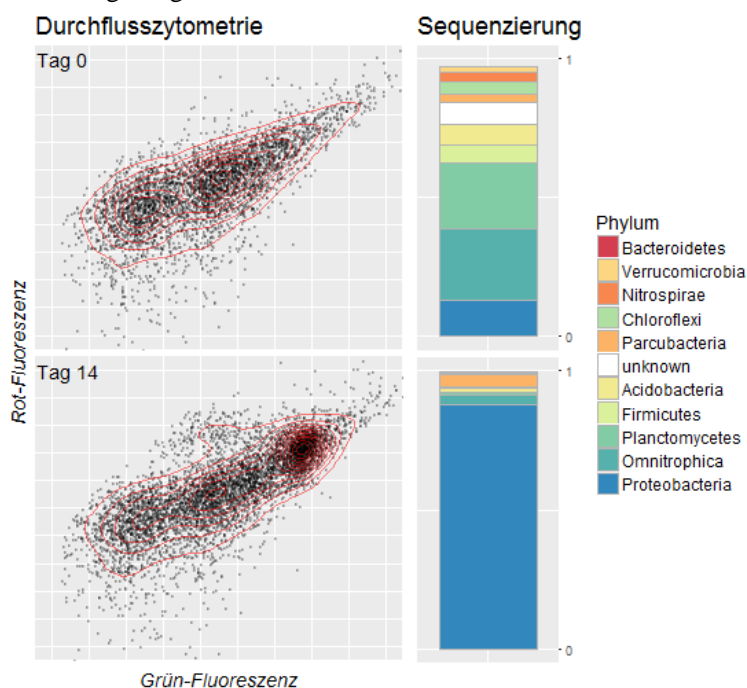 Durchflusszytometrie
Sequenzierung
Tag 0
1
0
Tag 14
1
0
Rot-Fluoreszenz
Grün-Fluoreszenz
Phylum
Bacteroidetes
Verrucomicrobia
Nitrospirae
Chloroflexi
Parcubacteria
unknown
Acidobacteria
Firmicutes
Planctomycetes
Omnitrophica
Proteobacteria